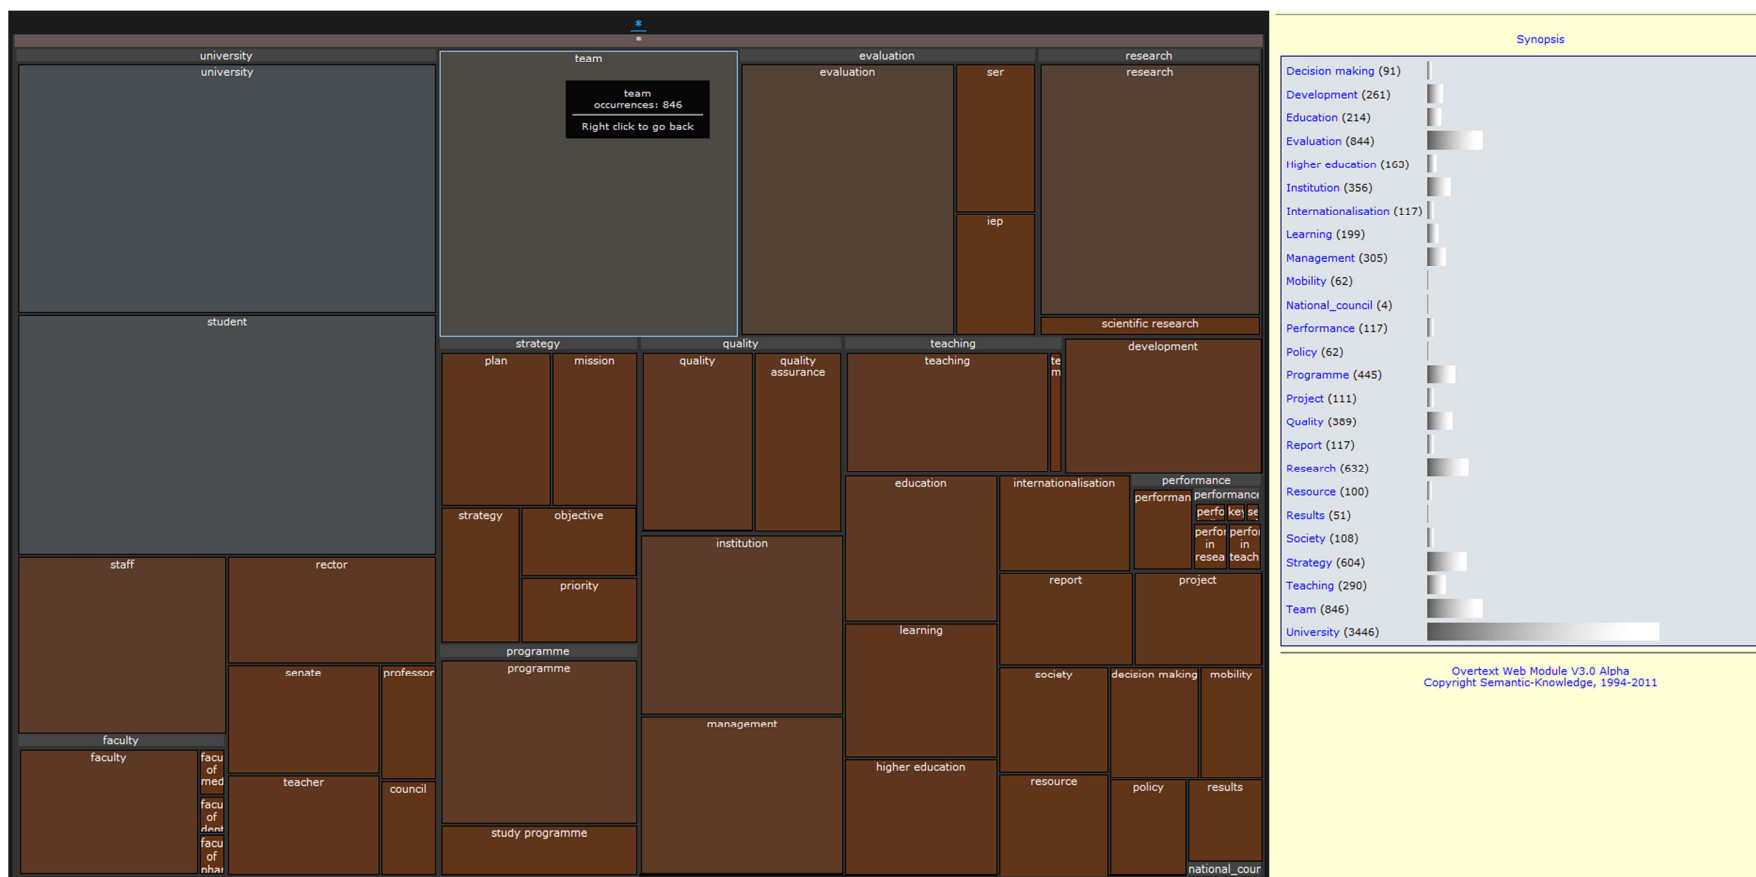 *
*
university
university
student
staff
rector
senate
professor
teacher
council
faculty
faculty
facu
of
med
facu
of
dent
facu
of
phar
team
team
occurrences: 846
Right click to go back
evaluation
evaluation
ser
iep
research
research
scientific research
strategy
plan
mission
strategy
objective
priority
programme
programme
study programme
quality
quality
quality
assurance
institution
management
teaching
teaching
te
m
development
education
learning
higher education
internationalisation
report
project
performance
performan
performance
perfo
key
se
perfor
in
resea
perfor
in
teach
society
decision making
mobility
resource
policy
results
national_cour
Synopsis
Decision making (91)
Development (261)
Education (214)
Evaluation (844)
Higher education (163)
Institution (356)
Internationalisation (117)
Learning (199)
Management (305)
Mobility (62)
National_council (4)
Performance (117)
Policy (62)
Programme (445)
Project (111)
Quality (389)
Report (117)
Research (632)
Resource (100)
Results (51)
Society (108)
Strategy (604)
Teaching (290)
Team (846)
University (3446)
Overtext Web Module V3.0 Alpha
Copyright Semantic-Knowledge, 1994-2011